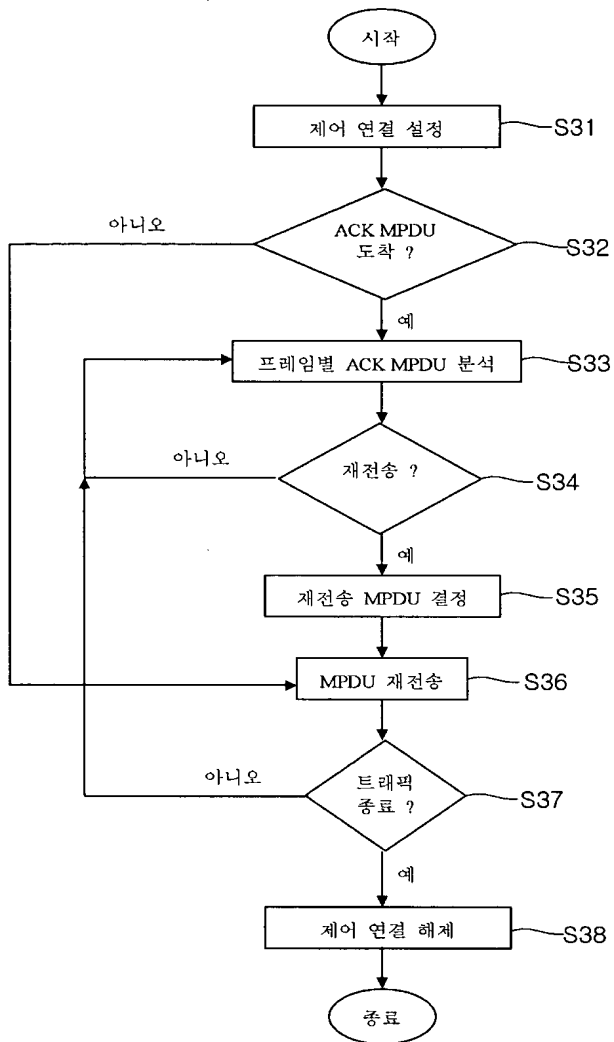 시작
제어 연결 설정
S31
아니오
ACK MPDU
도착 ?
S32
예
프레임별 ACK MPDU 분석
S33
아니오
재전송 ?
S34
예
재전송 MPDU 결정
S35
MPDU 재전송
S36
아니오
트래픽
종료 ?
S37
예
제어 연결 해제
S38
종료